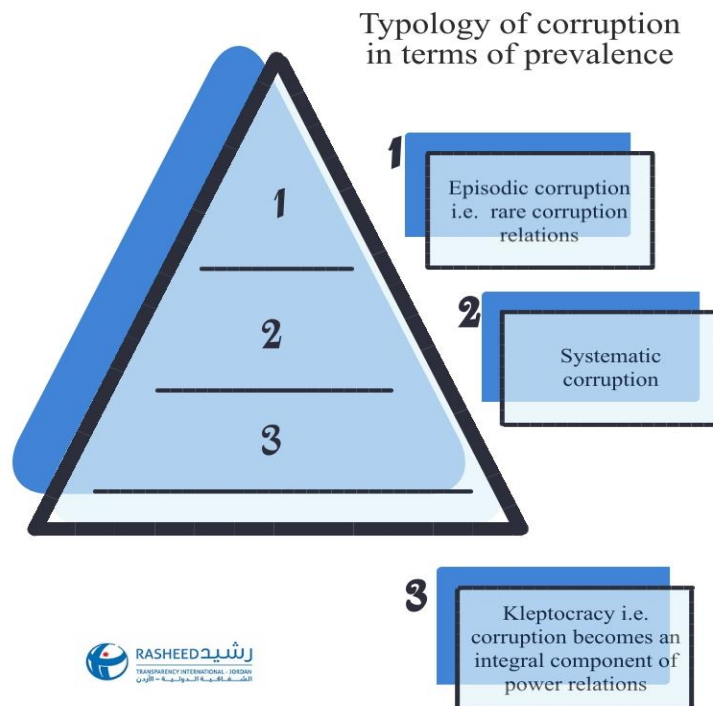 Typology of corruption
in terms of prevalence
1
2
3
1
Episodic corruption
i.e. rare corruption
relations
2
Systematic
corruption
3
Kleptocracy i.e.
corruption becomes an
integral component of
power relations
RASHEED رشيد
TRANSPARENCY INTERNATIONAL - JORDAN
الشفافية الدولية - الأردن